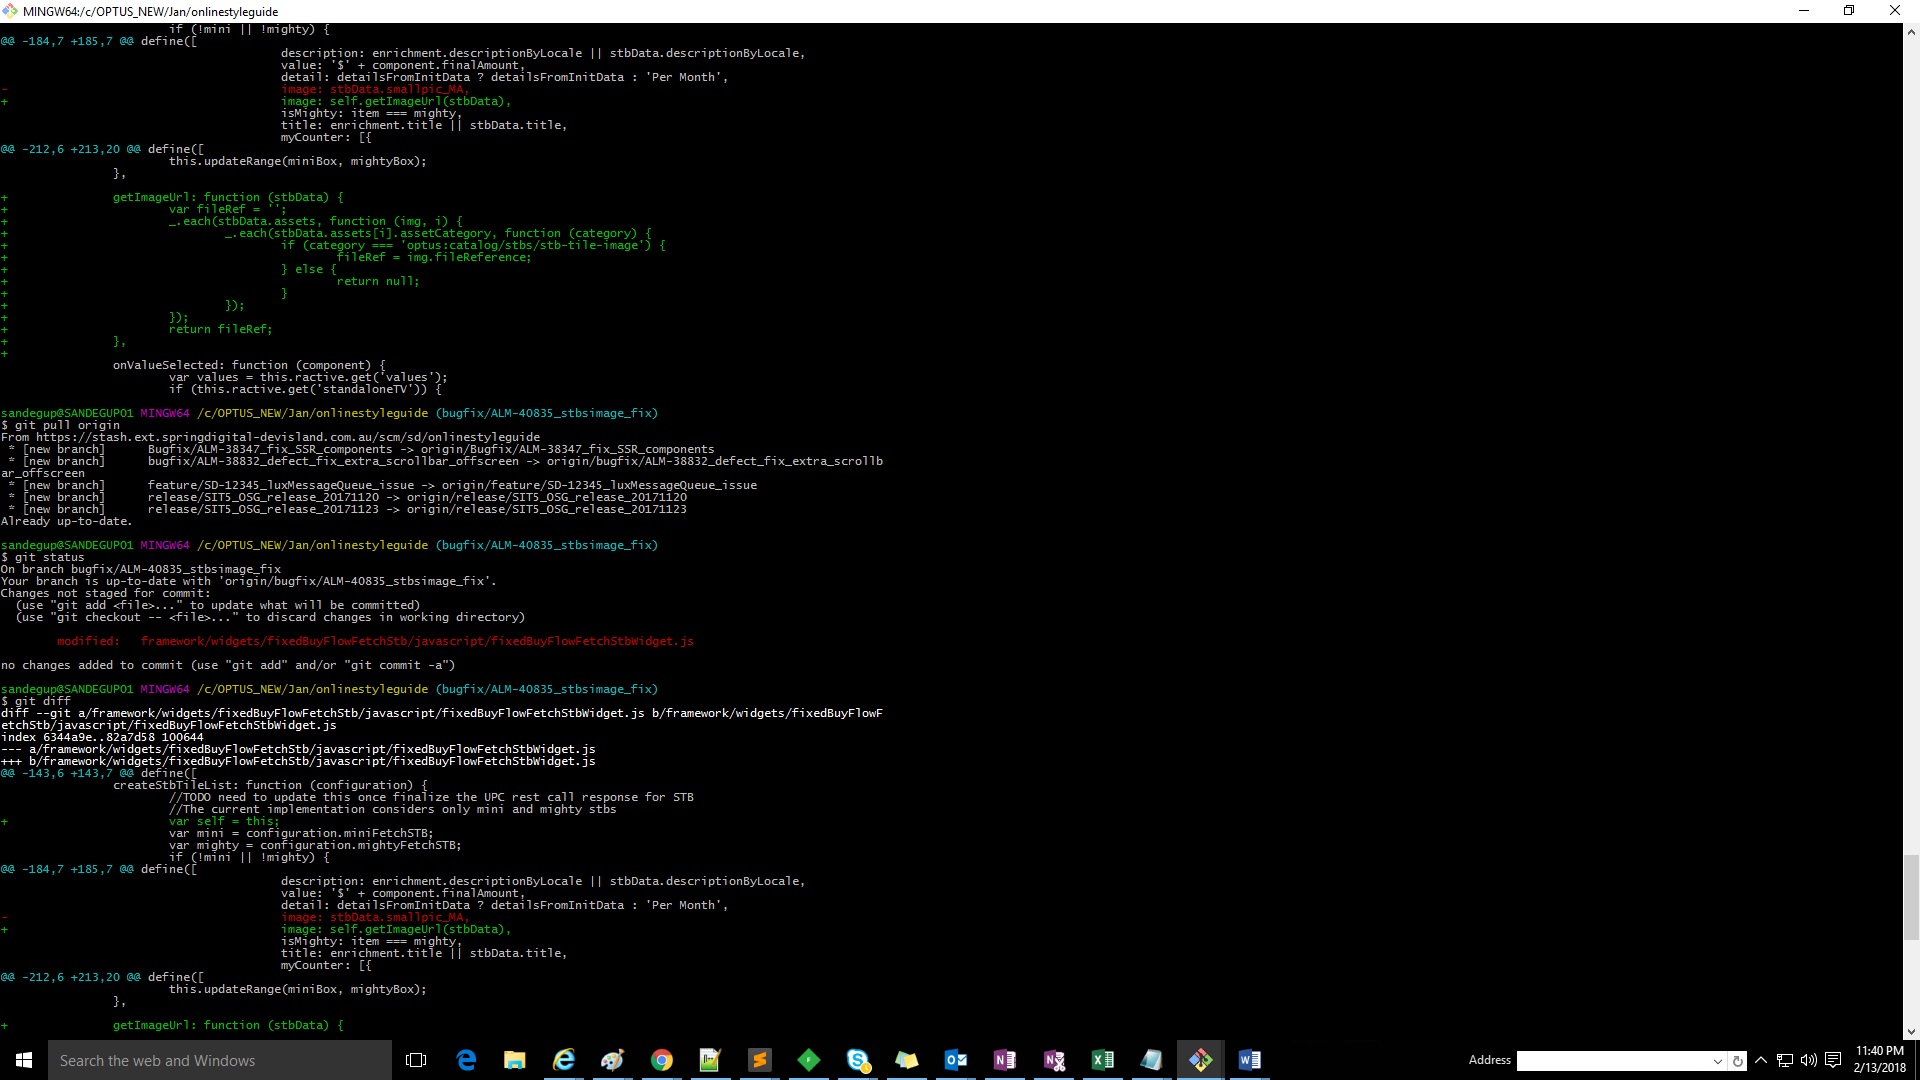 MINGW64:/c/OPTUS_NEW/Jan/onlinestyleguide
if (!mini || !mighty) {
@@ -184,7 +185,7 @@ define([
description: enrichment.descriptionByLocale || stbData.descriptionByLocale,
value: '$' + component.finalAmount,
detail: detailsFromInitData ? detailsFromInitData : 'Per Month',
- image: stbData.smallpic_MA,
+ image: self.getImageUrl(stbData),
isMighty: item === mighty,
title: enrichment.title || stbData.title,
myCounter: [{
@@ -212,6 +213,20 @@ define([
this.updateRange(miniBox, mightyBox);
},
+ getImageUrl: function (stbData) {
+ var fileRef = '';
+ _.each(stbData.assets, function (img, i) {
+ _.each(stbData.assets[i].assetCategory, function (category) {
+ if (category === 'optus:catalog/stbs/stb-tile-image') {
+ fileRef = img.fileReference;
+ } else {
+ return null;
+ }
+ });
+ });
+ return fileRef;
+ },
+
onValueSelected: function (component) {
var values = this.ractive.get('values');
if (this.ractive.get('standaloneTV')) {
sandegup@SANDEGUP01 MINGW64 /c/OPTUS_NEW/Jan/onlinestyleguide (bugfix/ALM-40835_stbsimage_fix)
$ git pull origin
From https://stash.ext.springdigital-devisland.com.au/scm/sd/onlinestyleguide
* [new branch] Bugfix/ALM-38347_fix_SSR_components -> origin/Bugfix/ALM-38347_fix_SSR_components
* [new branch] bugfix/ALM-38832_defect_fix_extra_scrollbar_offscreen -> origin/bugfix/ALM-38832_defect_fix_extra_scrollb
ar_offscreen
* [new branch] feature/SD-12345_luxMessageQueue_issue -> origin/feature/SD-12345_luxMessageQueue_issue
* [new branch] release/SIT5_OSG_release_20171120 -> origin/release/SIT5_OSG_release_20171120
* [new branch] release/SIT5_OSG_release_20171123 -> origin/release/SIT5_OSG_release_20171123
Already up-to-date.
sandegup@SANDEGUP01 MINGW64 /c/OPTUS_NEW/Jan/onlinestyleguide (bugfix/ALM-40835_stbsimage_fix)
$ git status
On branch bugfix/ALM-40835_stbsimage_fix
Your branch is up-to-date with 'origin/bugfix/ALM-40835_stbsimage_fix'.
Changes not staged for commit:
(use "git add <file>..." to update what will be committed)
(use "git checkout -- <file>..." to discard changes in working directory)
modified: framework/widgets/fixedBuyFlowFetchStb/javascript/fixedBuyFlowFetchStbWidget.js
no changes added to commit (use "git add" and/or "git commit -a")
sandegup@SANDEGUP01 MINGW64 /c/OPTUS_NEW/Jan/onlinestyleguide (bugfix/ALM-40835_stbsimage_fix)
$ git diff
diff --git a/framework/widgets/fixedBuyFlowFetchStb/javascript/fixedBuyFlowFetchStbWidget.js b/framework/widgets/fixedBuyFlowF
etchStb/javascript/fixedBuyFlowFetchStbWidget.js
index 6344a9e..82a7d58 100644
--- a/framework/widgets/fixedBuyFlowFetchStb/javascript/fixedBuyFlowFetchStbWidget.js
+++ b/framework/widgets/fixedBuyFlowFetchStb/javascript/fixedBuyFlowFetchStbWidget.js
@@ -143,6 +143,7 @@ define([
createStbTileList: function (configuration) {
//TODO need to update this once finalize the UPC rest call response for STB
//The current implementation considers only mini and mighty stbs
+ var self = this;
var mini = configuration.miniFetchSTB;
var mighty = configuration.mightyFetchSTB;
if (!mini || !mighty) {
@@ -184,7 +185,7 @@ define([
description: enrichment.descriptionByLocale || stbData.descriptionByLocale,
value: '$' + component.finalAmount,
detail: detailsFromInitData ? detailsFromInitData : 'Per Month',
- image: stbData.smallpic_MA,
+ image: self.getImageUrl(stbData),
isMighty: item === mighty,
title: enrichment.title || stbData.title,
myCounter: [{
@@ -212,6 +213,20 @@ define([
this.updateRange(miniBox, mightyBox);
},
+ getImageUrl: function (stbData) {
Search the web and Windows
Address
11:40 PM
2/13/2018